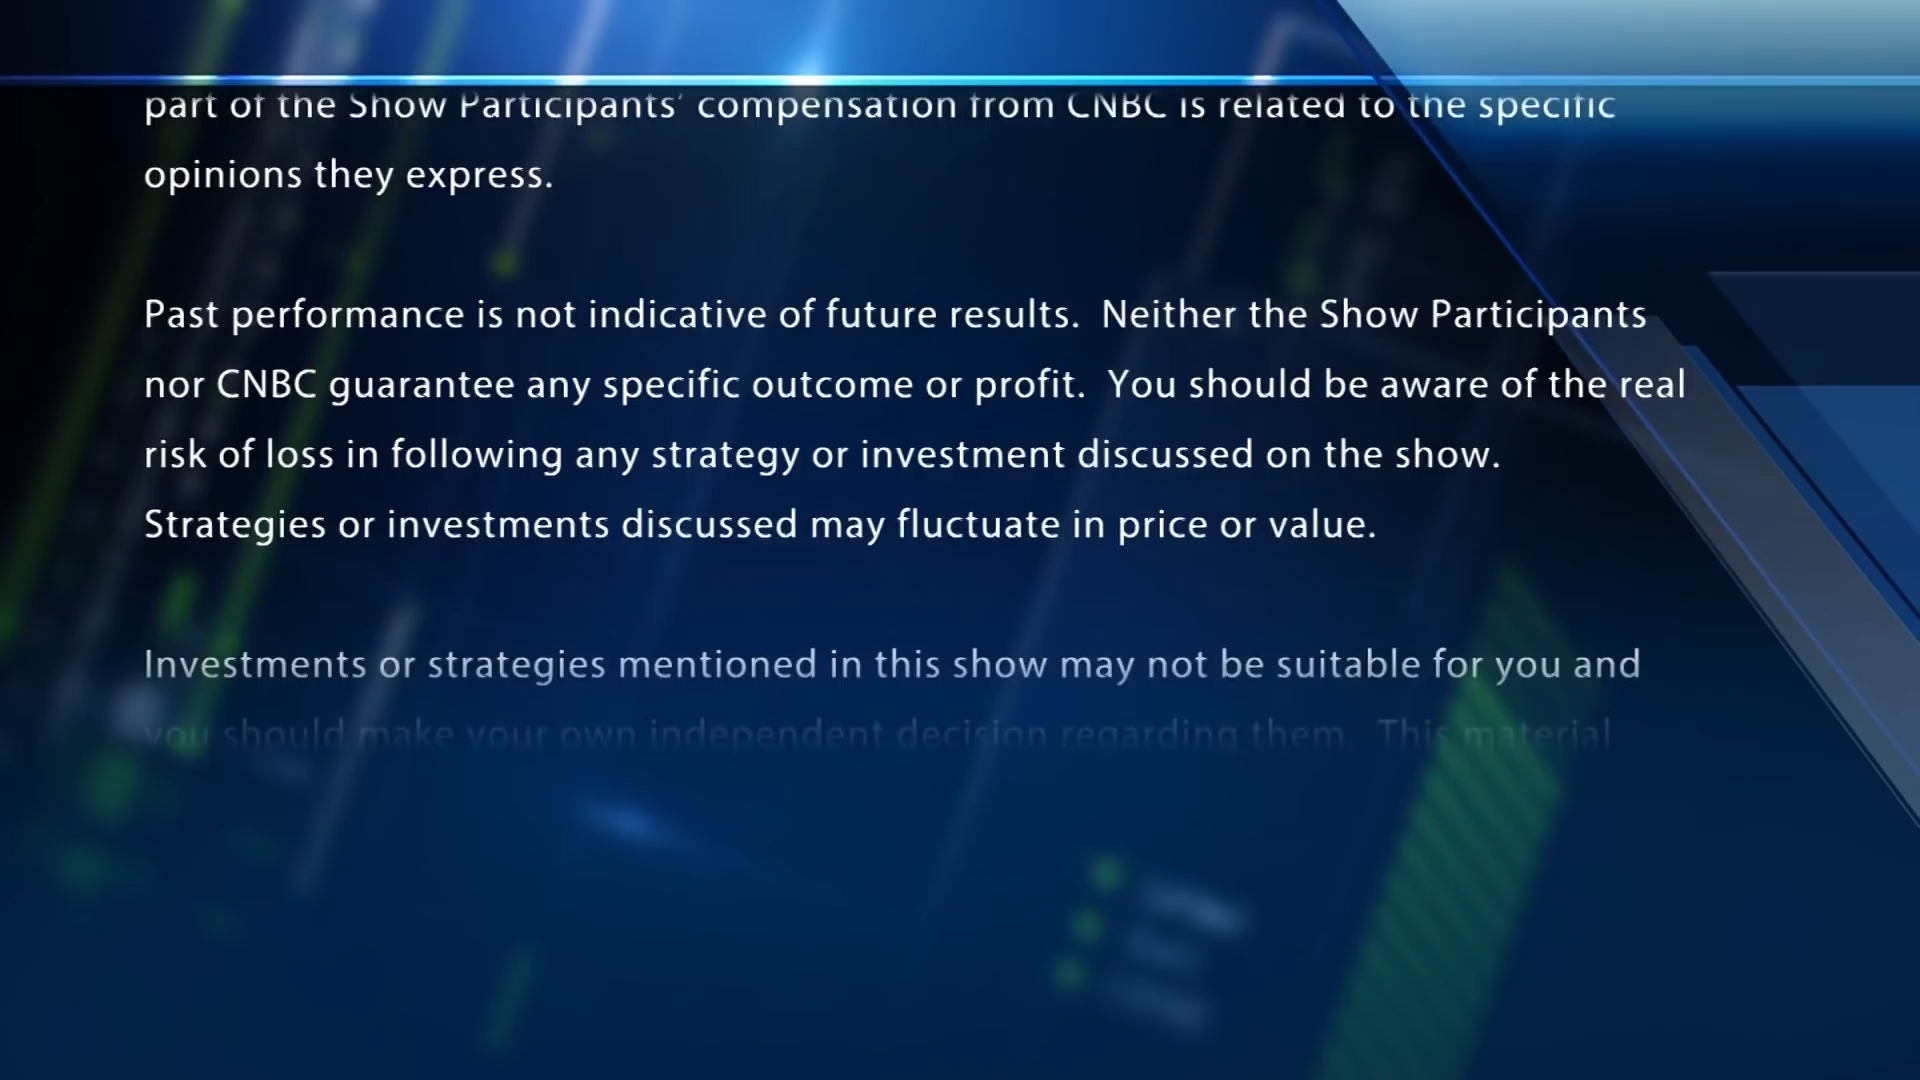 part of the Show Participants’ compensation from CNBC is related to the specific
opinions they express.
Past performance is not indicative of future results.  Neither the Show Participants
nor CNBC guarantee any specific outcome or profit.  You should be aware of the real
risk of loss in following any strategy or investment discussed on the show.
Strategies or investments discussed may fluctuate in price or value.
Investments or strategies mentioned in this show may not be suitable for you and
you should make your own independent decision regarding them.  This material